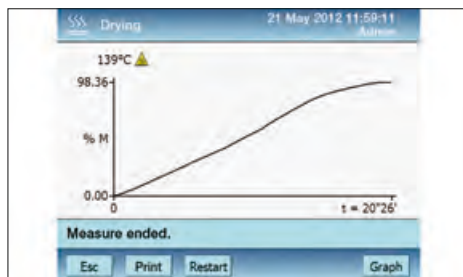 Drying
21 May 2012 11:59:11
Admin
139°C
98.36
% M
0.00
0
t = 20"26'
Measure ended.
Esc Print Restart Graph